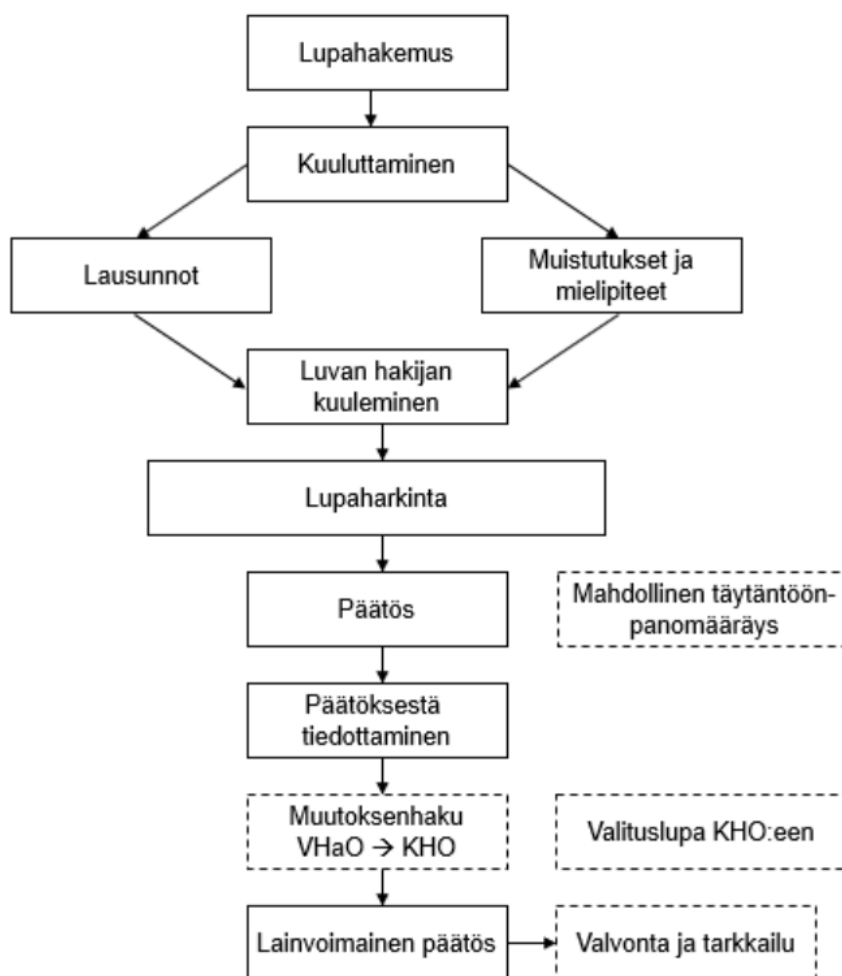 Lupahakemus
Kuuluttaminen
Lausunnot
Muistutukset ja
mielipiteet
Luvan hakijan
kuuleminen
Lupaharkinta
Päätös
Mahdollinen täytäntöön-
panomääräys
Päätöksestä
tiedottaminen
Muutoksenhaku
VHaO → KHO
Valituslupa KHO:een
Lainvoimainen päätös
Valvonta ja tarkkailu